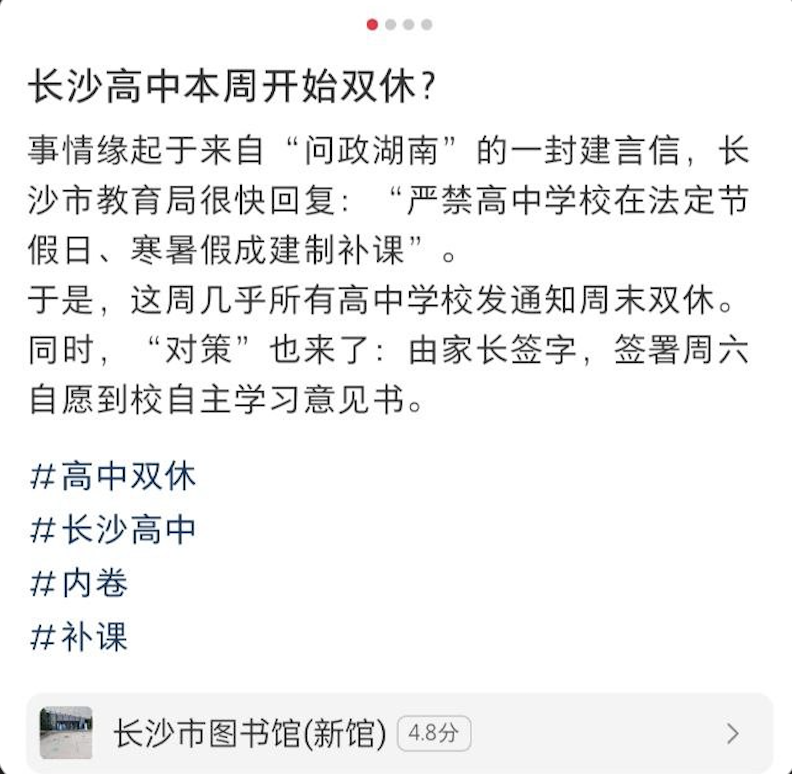 长沙高中本周开始双休？
事情缘起于来自“问政湖南”的一封建言信，长
沙市教育局很快回复：“严禁高中学校在法定节
假日、寒暑假成建制补课”。
于是，这周几乎所有高中学校发通知周末双休。
同时，“对策”也来了：由家长签字，签署周六
自愿到校自主学习意见书。
#高中双休
#长沙高中
#内卷
#补课
长沙市图书馆(新馆) 4.8分